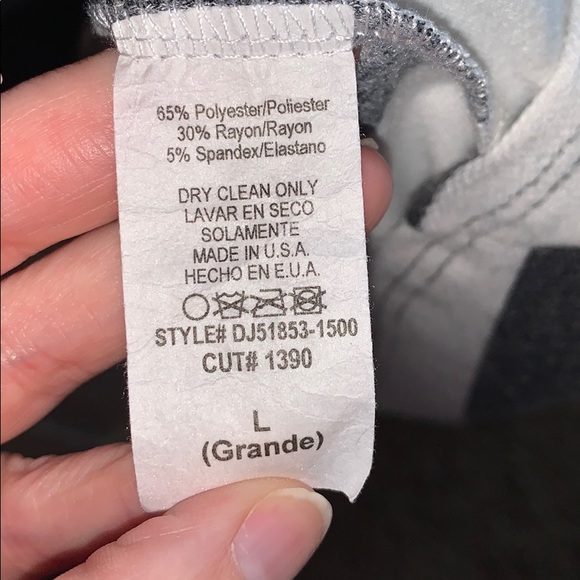 65% Polyester/Poliester
30% Rayon/Rayon
5% Spandex/Elastano
DRY CLEAN ONLY
LAVAR EN SECO
SOLAMENTE
MADE IN U.S.A.
HECHO EN E.U.A.
STYLE# DJ51853-1500
CUT# 1390
L
(Grande)